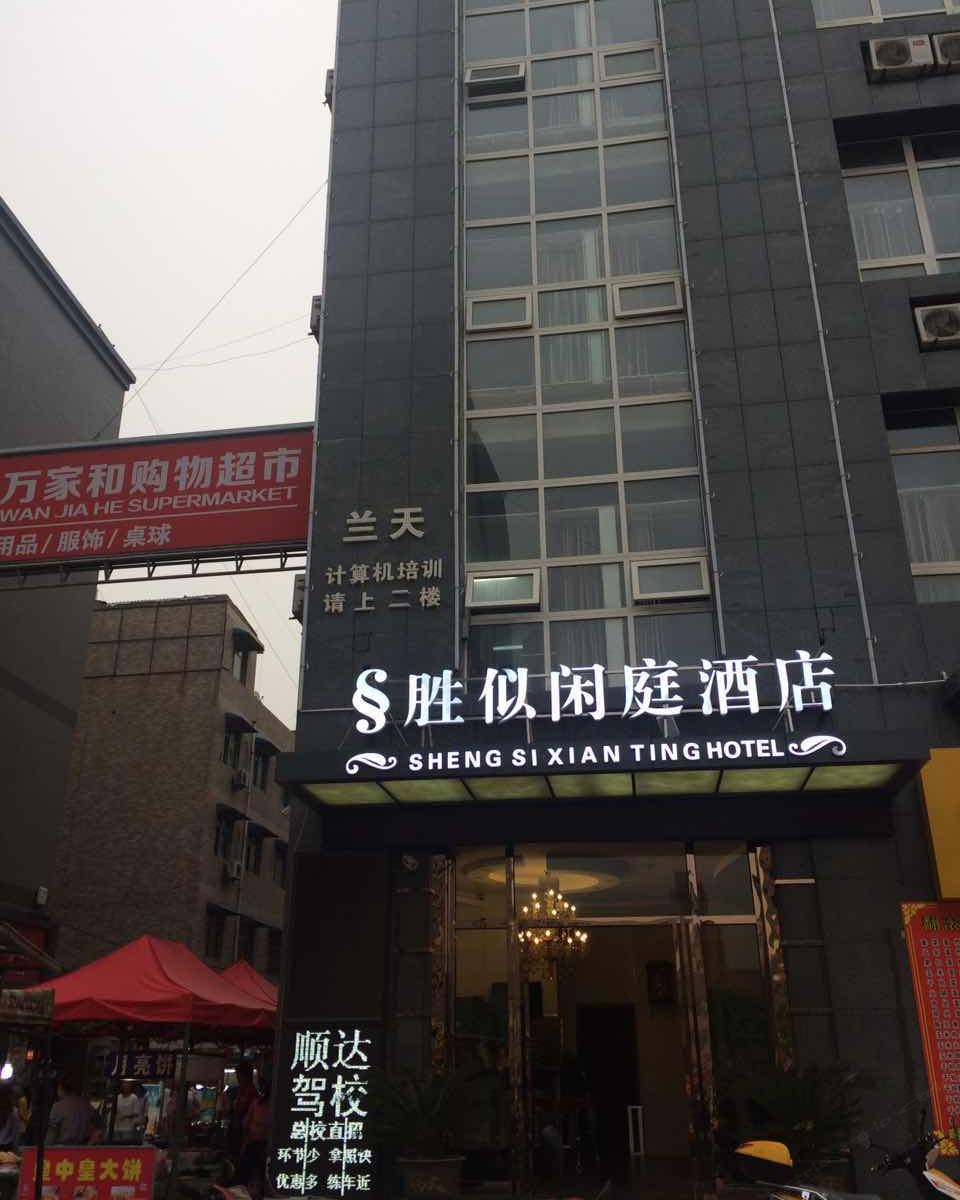 万家和购物超市
WAN JIA HE SUPERMARKET
用品/服饰/桌球
兰天
计算机培训
请上二楼
§胜似闲庭酒店
SHENG SI XIAN TING HOTEL
顺达
驾校
总校直招
环节少 拿照快
优惠多 练车近
月亮饼
皇中皇大饼